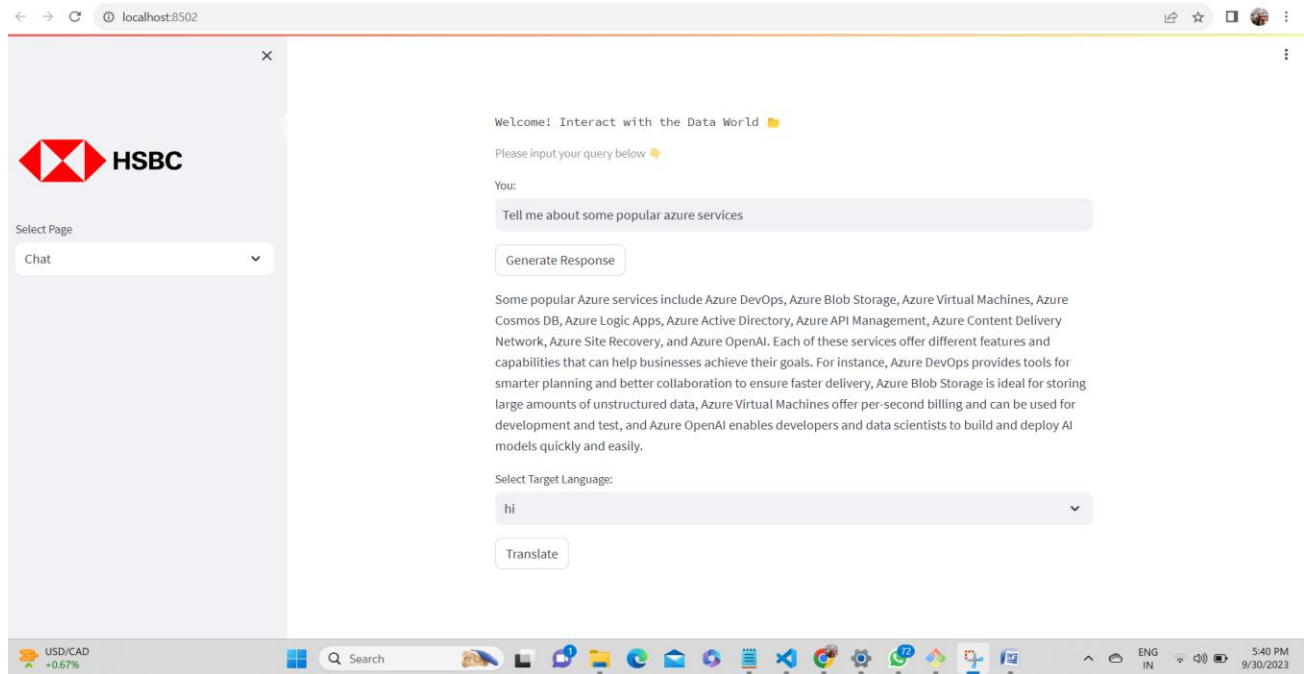 localhost:8502
Welcome! Interact with the Data World
HSBC
Please input your query below
You:
Tell me about some popular azure services
Select Page
Chat
Generate Response
Some popular Azure services include Azure DevOps, Azure Blob Storage, Azure Virtual Machines, Azure
Cosmos DB, Azure Logic Apps, Azure Active Directory, Azure API Management, Azure Content Delivery
Network, Azure Site Recovery, and Azure OpenAI. Each of these services offer different features and
capabilities that can help businesses achieve their goals. For instance, Azure DevOps provides tools for
smarter planning and better collaboration to ensure faster delivery, Azure Blob Storage is ideal for storing
large amounts of unstructured data, Azure Virtual Machines offer per-second billing and can be used for
development and test, and Azure OpenAI enables developers and data scientists to build and deploy AI
models quickly and easily.
Select Target Language:
hi
Translate
USD/CAD
+0.67%
Search
1
72
ENG
IN
5:40 PM
9/30/2023